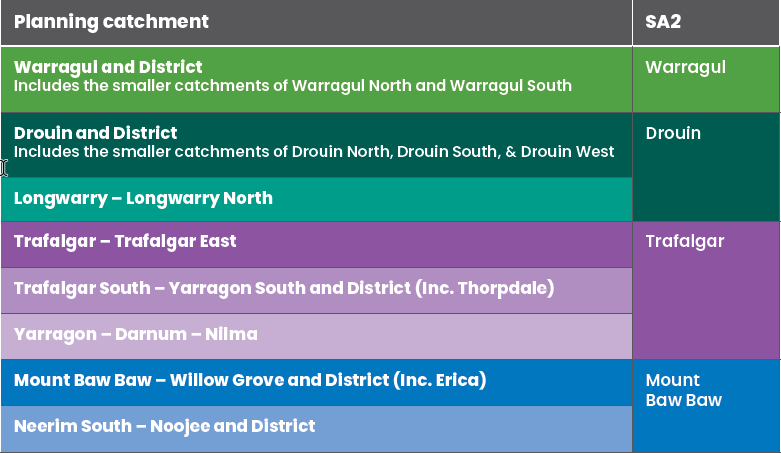 Planning catchment SA2
Warragul and District Warragul
Includes the smaller catchments of Warragul North and Warragul South
Drouin and District Drouin
Includes the smaller catchments of Drouin North, Drouin South, & Drouin West
Longwarry – Longwarry North
Trafalgar – Trafalgar East Trafalgar
Trafalgar South – Yarragon South and District (Inc. Thorpdale)
Yarragon – Darnum – Nilma
Mount Baw Baw – Willow Grove and District (Inc. Erica) Mount
Baw Baw
Neerim South – Noojee and District